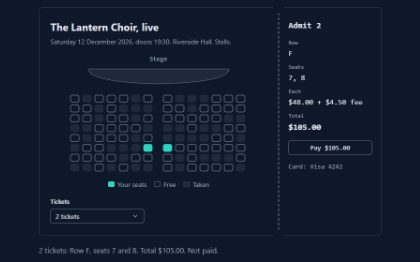 The Lantern Choir, live
Saturday 12 December 2026, doors 19:30. Riverside Hall. Stalls.
Stage
Your seats
Free
Taken
Tickets
2 tickets
Admit 2
Row
F
Seats
7, 8
Each
$48.00 + $4.50 fee
Total
$105.00
Pay $105.00
Card: Visa 4242
2 tickets: Row F, seats 7 and 8. Total $105.00. Not paid.